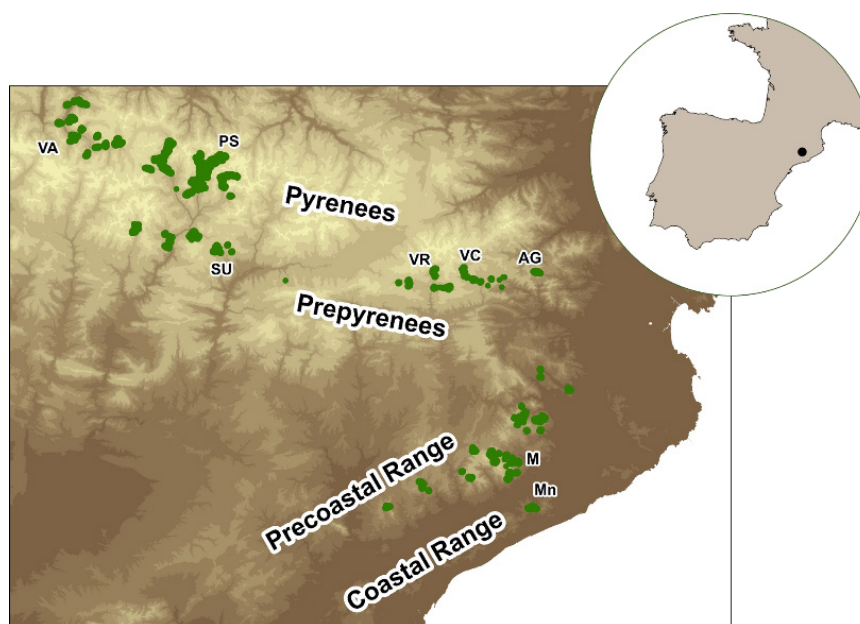 VA
PS
Pyrenees
SU
VR
VC
AG
Prepyrenees
Precoastal Range
M
Mn
Coastal Range